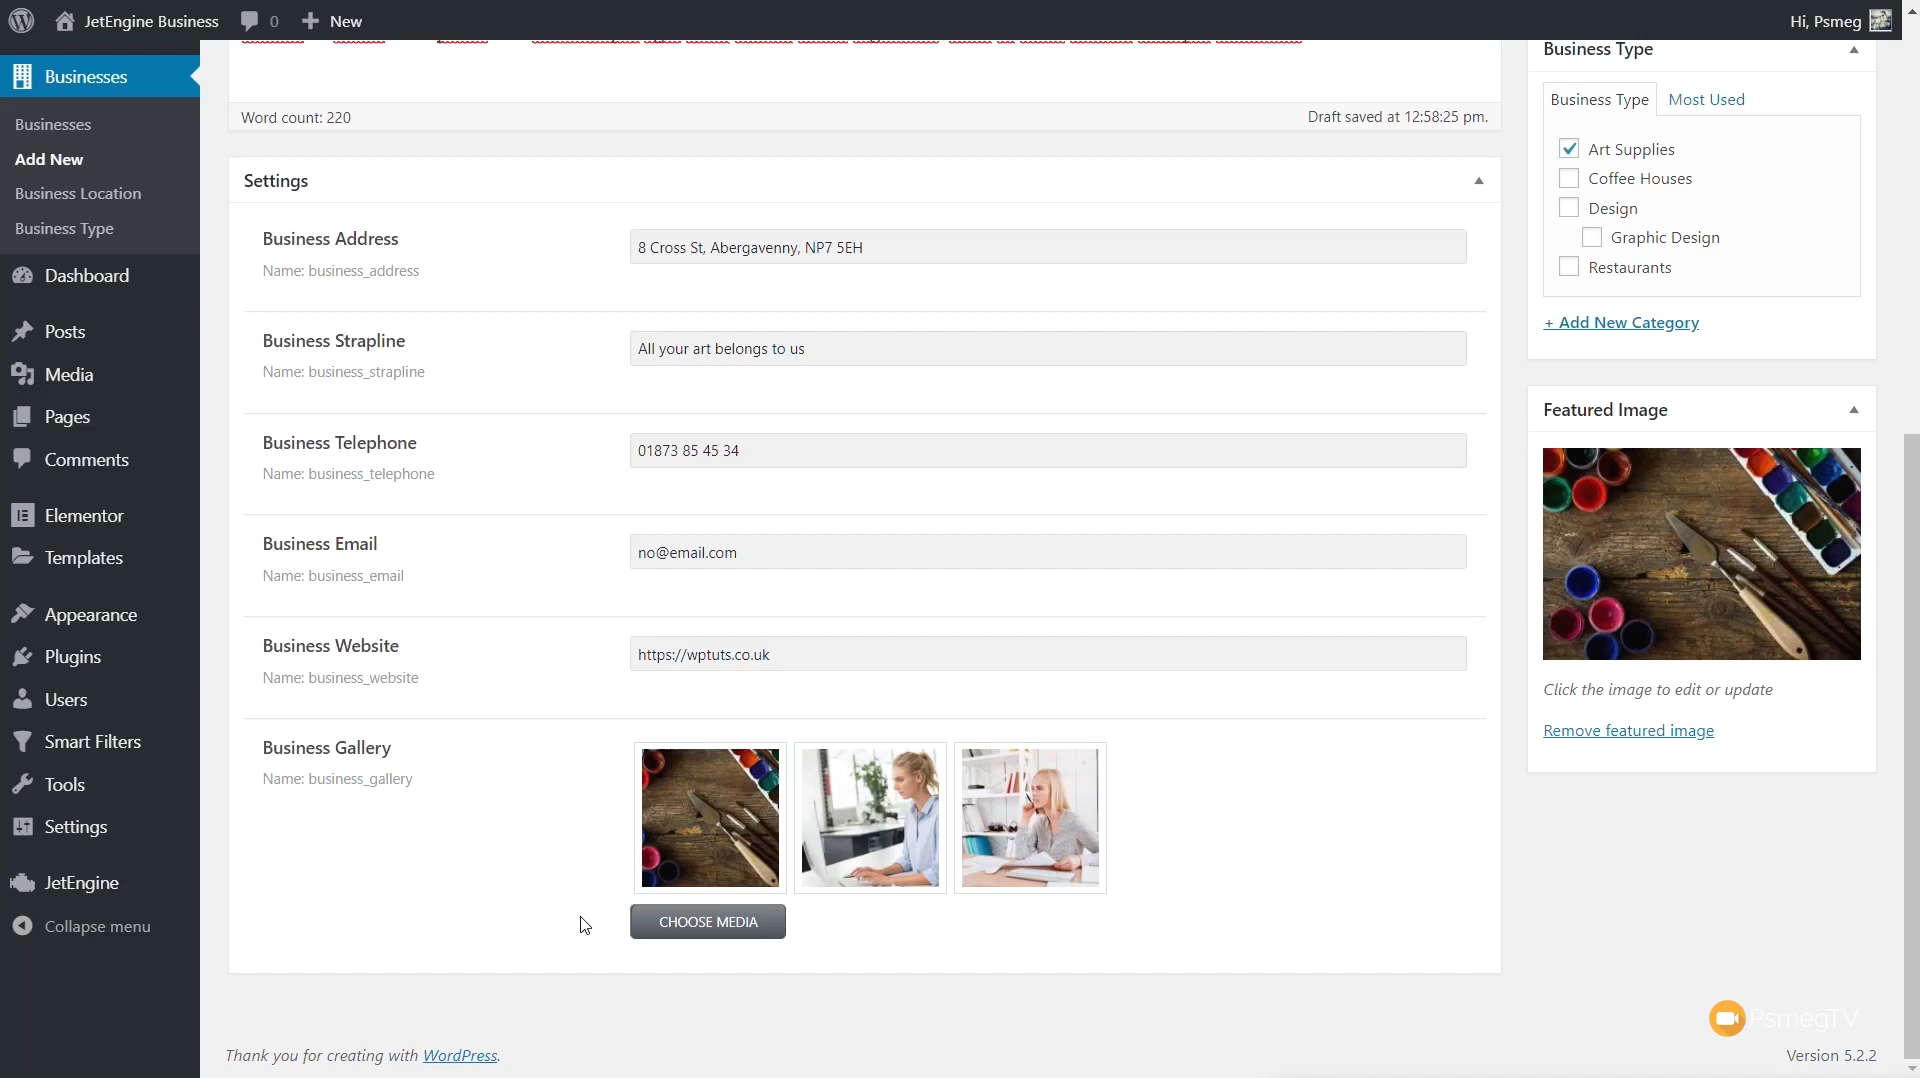 JetEngine Business 0 New Hi, Psmeg
Businesses
Businesses
Add New
Business Location
Business Type
Dashboard
Posts
Media
Pages
Comments
Elementor
Templates
Appearance
Plugins
Users
Smart Filters
Tools
Settings
JetEngine
Collapse menu
Word count: 220 Draft saved at 12:58:25 pm.
Settings
Business Address
Name: business_address
8 Cross St, Abergavenny, NP7 5EH
Business Strapline
Name: business_strapline
All your art belongs to us
Business Telephone
Name: business_telephone
01873 85 45 34
Business Email
Name: business_email
no@email.com
Business Website
Name: business_website
https://wptuts.co.uk
Business Gallery
Name: business_gallery
CHOOSE MEDIA
Business Type
Business Type Most Used
Art Supplies
Coffee Houses
Design
Graphic Design
Restaurants
+ Add New Category
Featured Image
Click the image to edit or update
Remove featured image
PsmegTV
Thank you for creating with WordPress.
Version 5.2.2